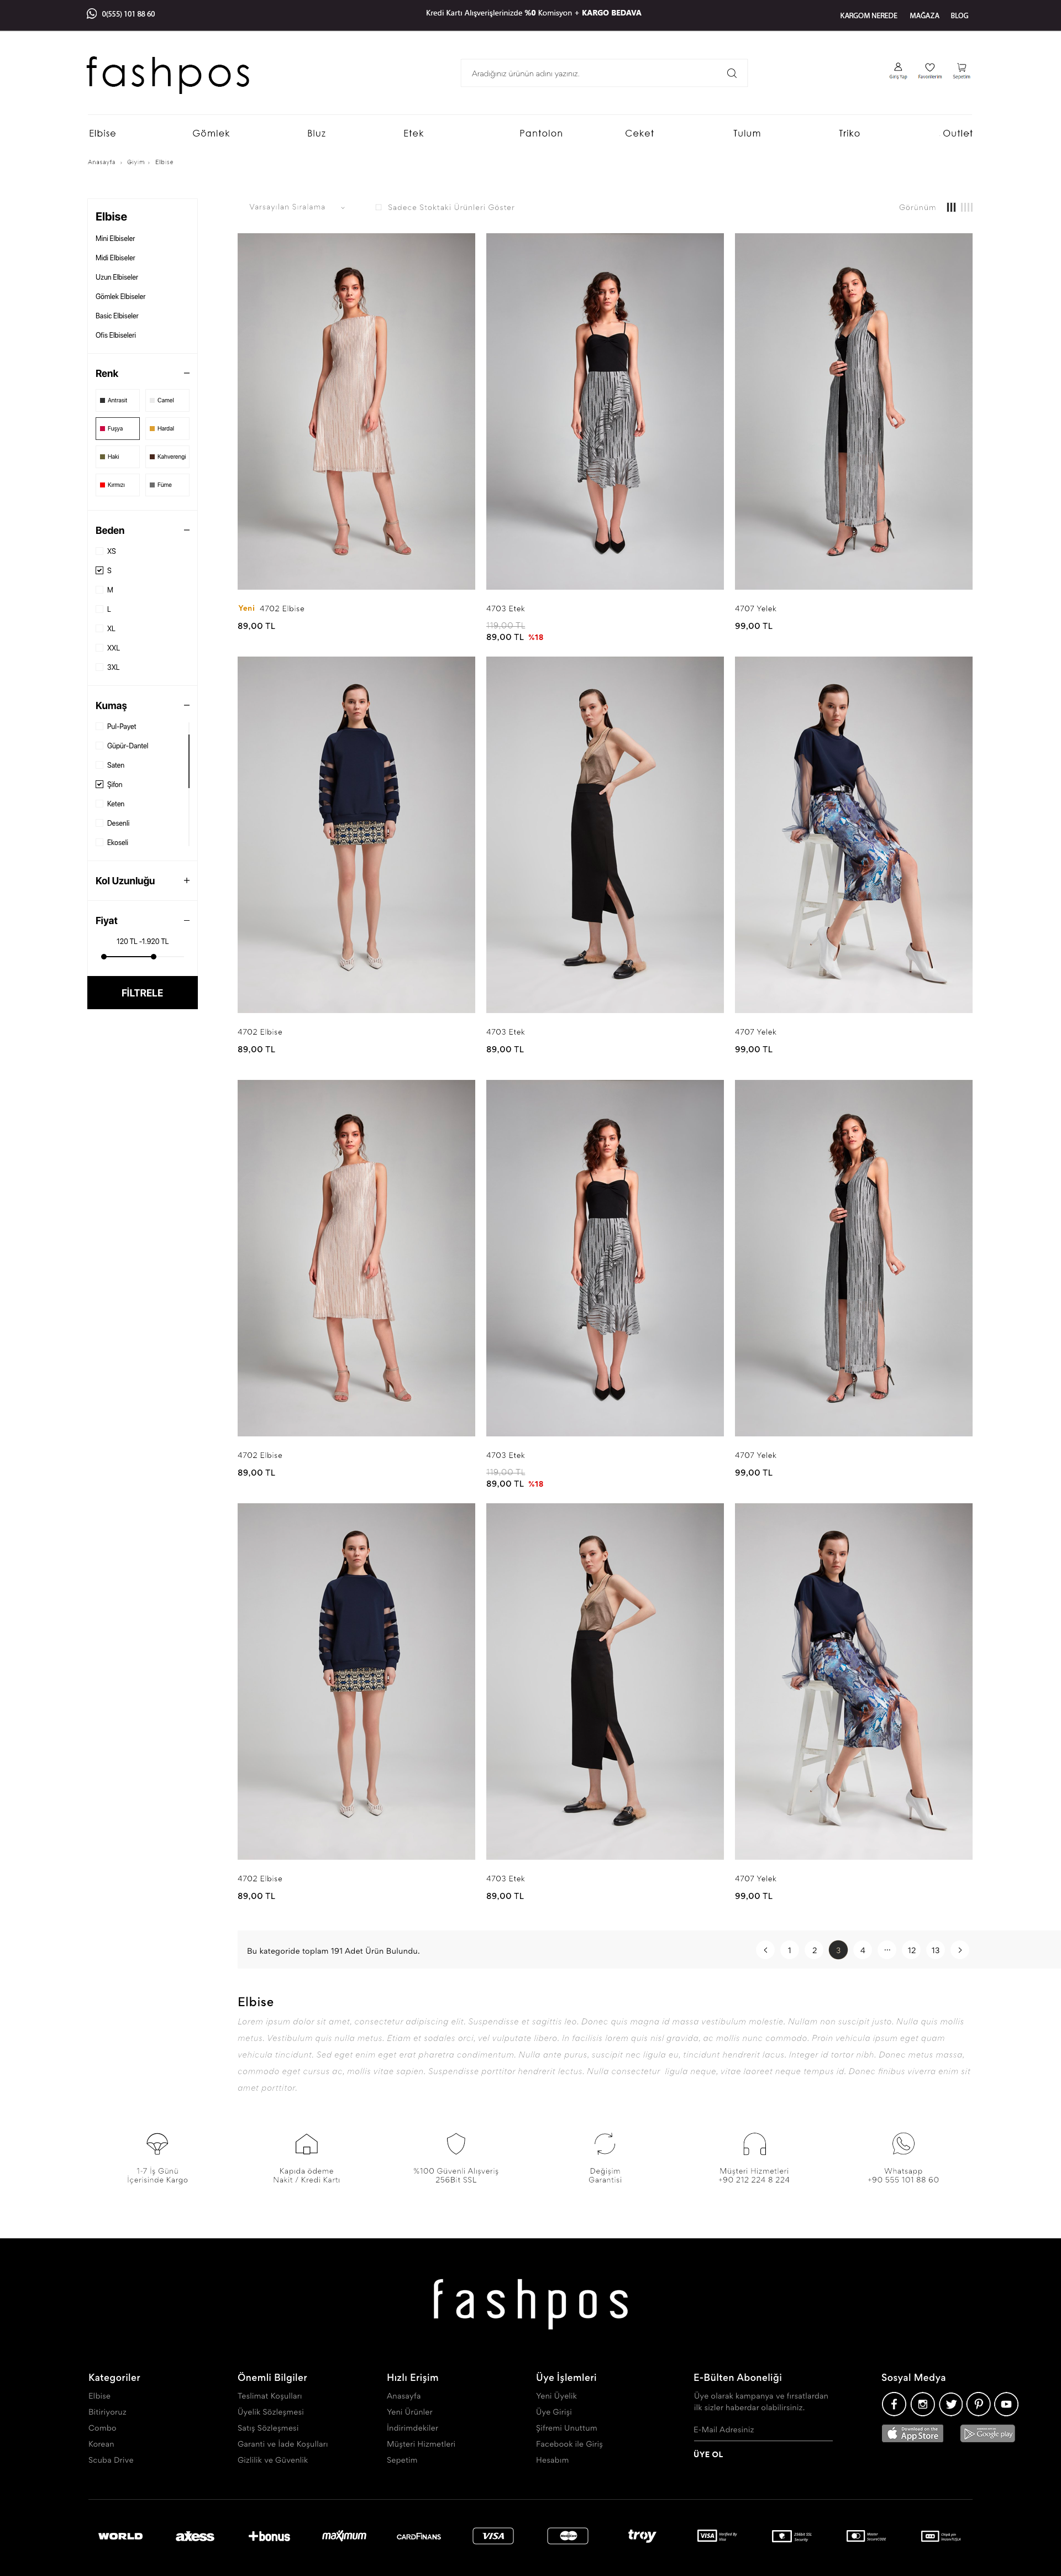 0(555) 101 88 60
Kredi Kartı Alışverişlerinizde %0 Komisyon + KARGO BEDAVA
KARGOM NEREDE MAĞAZA BLOG
fashpos
Aradığınız ürünün adını yazınız.
Giriş Yap Favorilerim Sepetim
Elbise Gömlek Bluz Etek Pantolon Ceket Tulum Triko Outlet
Anasayfa › Giyim › Elbise
Elbise
Mini Elbiseler
Midi Elbiseler
Uzun Elbiseler
Gömlek Elbiseler
Basic Elbiseler
Ofis Elbiseleri
Renk
Antrasit Camel
Fuşya Hardal
Haki Kahverengi
Kırmızı Füme
Beden
XS
S
M
L
XL
XXL
3XL
Kumaş
Pul-Payet
Güpür-Dantel
Saten
Şifon
Keten
Desenli
Ekoseli
Kol Uzunluğu
Fiyat
120 TL -1.920 TL
FİLTRELE
Varsayılan Sıralama
Sadece Stoktaki Ürünleri Göster
Görünüm
Yeni 4702 Elbise
89,00 TL
4703 Etek
119,00 TL
89,00 TL %18
4707 Yelek
99,00 TL
4702 Elbise
89,00 TL
4703 Etek
89,00 TL
4707 Yelek
99,00 TL
4702 Elbise
89,00 TL
4703 Etek
119,00 TL
89,00 TL %18
4707 Yelek
99,00 TL
4702 Elbise
89,00 TL
4703 Etek
89,00 TL
4707 Yelek
99,00 TL
Bu kategoride toplam 191 Adet Ürün Bulundu.
1 2 3 4 ... 12 13
Elbise
Lorem ipsum dolor sit amet, consectetur adipiscing elit. Suspendisse et sagittis leo. Donec quis magna id massa vestibulum molestie. Nullam non suscipit justo. Nulla quis mollis
metus. Vestibulum quis nulla metus. Etiam et sodales orci, vel vulputate libero. In facilisis lorem quis nisl gravida, ac mollis nunc commodo. Proin vehicula ipsum eget quam
vehicula tincidunt. Sed eget enim eget erat pharetra condimentum. Nulla ante purus, suscipit nec ligula eu, tincidunt hendrerit lacus. Integer id tortor nibh. Donec metus massa,
commodo eget cursus ac, mollis vitae sapien. Suspendisse porttitor hendrerit lectus. Nulla consectetur ligula neque, vitae laoreet neque tempus id. Donec finibus viverra enim sit
amet porttitor.
1-7 İş Günü
İçerisinde Kargo
Kapıda ödeme
Nakit / Kredi Kartı
%100 Güvenli Alışveriş
256Bit SSL
Değişim
Garantisi
Müşteri Hizmetleri
+90 212 224 8 224
Whatsapp
+90 555 101 88 60
fashpos
Kategoriler
Elbise
Bitiriyoruz
Combo
Korean
Scuba Drive
Önemli Bilgiler
Teslimat Koşulları
Üyelik Sözleşmesi
Satış Sözleşmesi
Garanti ve İade Koşulları
Gizlilik ve Güvenlik
Hızlı Erişim
Anasayfa
Yeni Ürünler
İndirimdekiler
Müşteri Hizmetleri
Sepetim
Üye İşlemleri
Yeni Üyelik
Üye Girişi
Şifremi Unuttum
Facebook ile Giriş
Hesabım
E-Bülten Aboneliği
Üye olarak kampanya ve fırsatlardan
ilk sizler haberdar olabilirsiniz.
E-Mail Adresiniz
ÜYE OL
Sosyal Medya
Download on the
App Store
Google play
WORLD axess +bonus maximum CARDFINANS VISA troy
VISA Verified by
Visa